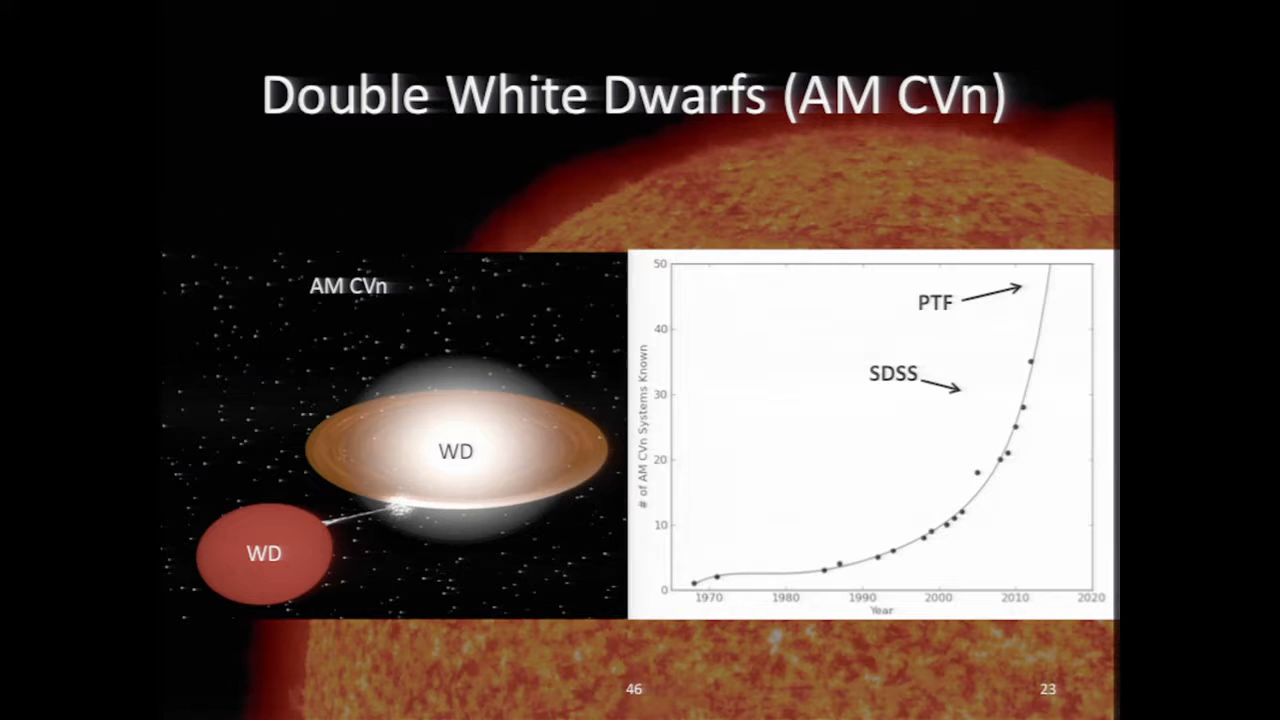 Double White Dwarfs (AM CVn)
AM CVn
WD
WD
50
40
30
20
10
0
# of AM CVn Systems Known
PTF
SDSS
1970 1980 1990 2000 2010 2020
Year
46
23